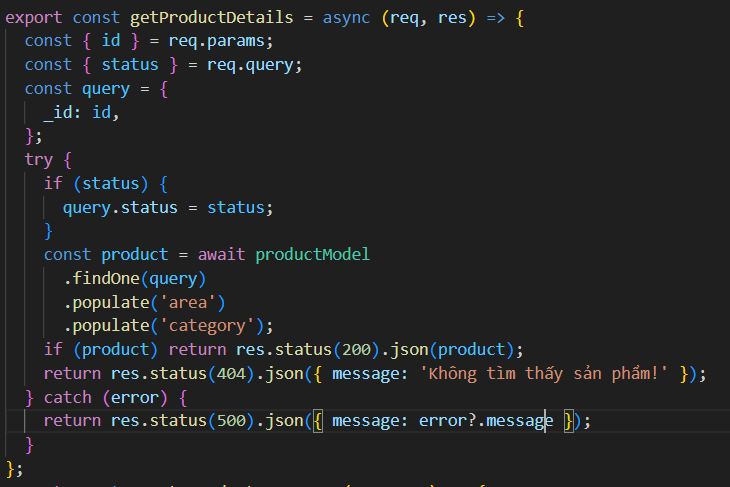 export const getProductDetails = async (req, res) => {
  const { id } = req.params;
  const { status } = req.query;
  const query = {
    _id: id,
  };
  try {
    if (status) {
      query.status = status;
    }
    const product = await productModel
      .findOne(query)
      .populate('area')
      .populate('category');
    if (product) return res.status(200).json(product);
    return res.status(404).json({ message: 'Không tìm thấy sản phẩm!' });
  } catch (error) {
    return res.status(500).json({ message: error?.message });
  }
};